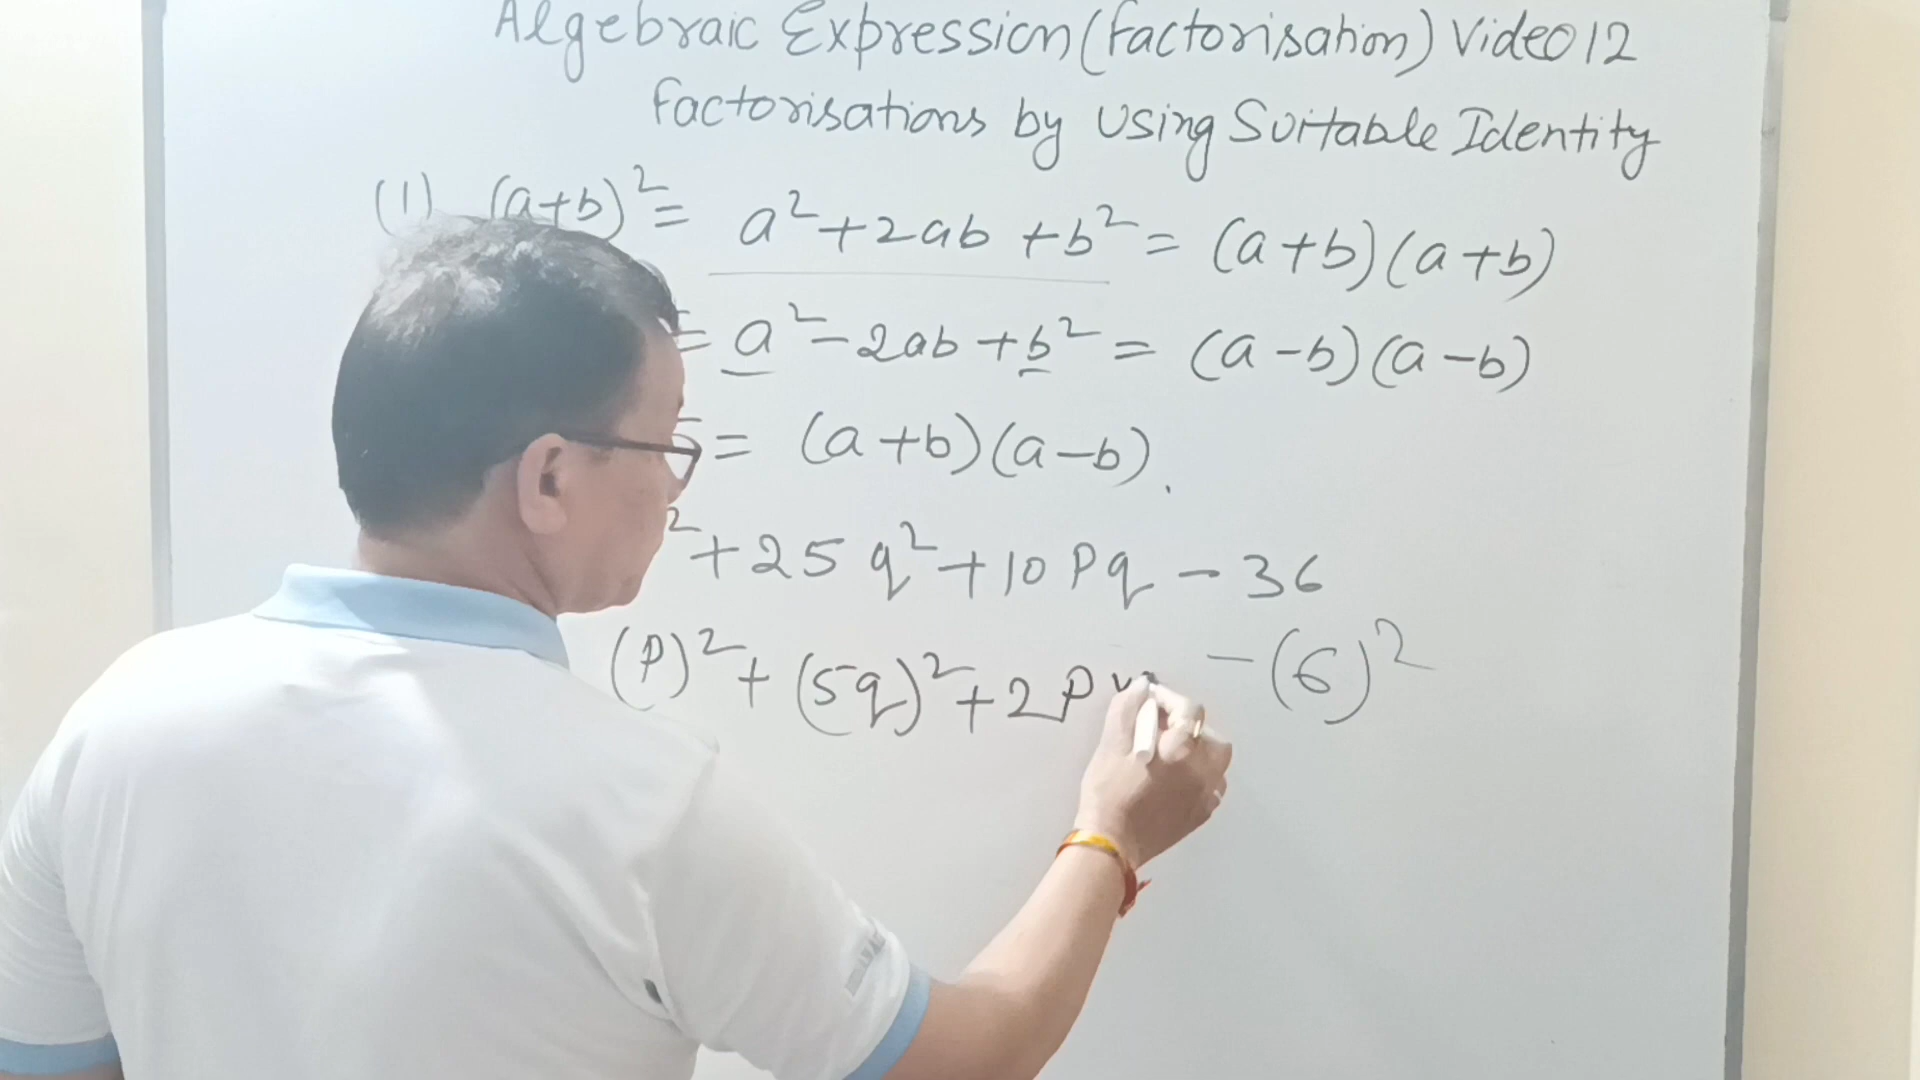 Algebraic Expression (factorisation) Video 12
factorisations by Using Suitable Identity
(1) (a+b)²= a²+2ab +b²= (a+b)(a+b)
= a²-2ab+b² = (a-b)(a-b)
= (a+b)(a-b).
²+25q²+10pq-36
(p)²+(5q)²+2p -(6)²